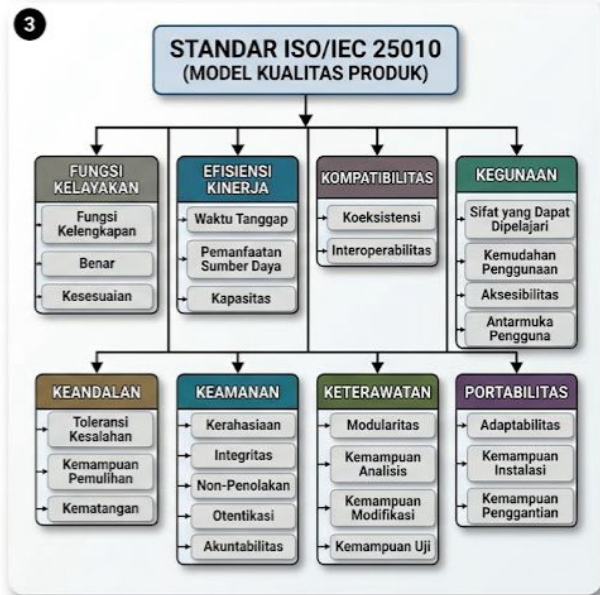 3
STANDAR ISO/IEC 25010
(MODEL KUALITAS PRODUK)
FUNGSI
KELAYAKAN
Fungsi
Kelengkapan
Benar
Kesesuaian
EFISIENSI
KINERJA
Waktu Tanggap
Pemanfaatan
Sumber Daya
Kapasitas
KOMPATIBILITAS
Koeksistensi
Interoperabilitas
KEGUNAAN
Sifat yang Dapat
Dipelajari
Kemudahan
Penggunaan
Aksesibilitas
Antarmuka
Pengguna
KEANDALAN
Toleransi
Kesalahan
Kemampuan
Pemulihan
Kematangan
KEAMANAN
Kerahasiaan
Integritas
Non-Penolakan
Otentikasi
Akuntabilitas
KETERAWATAN
Modularitas
Kemampuan
Analisis
Kemampuan
Modifikasi
Kemampuan Uji
PORTABILITAS
Adaptabilitas
Kemampuan
Instalasi
Kemampuan
Penggantian